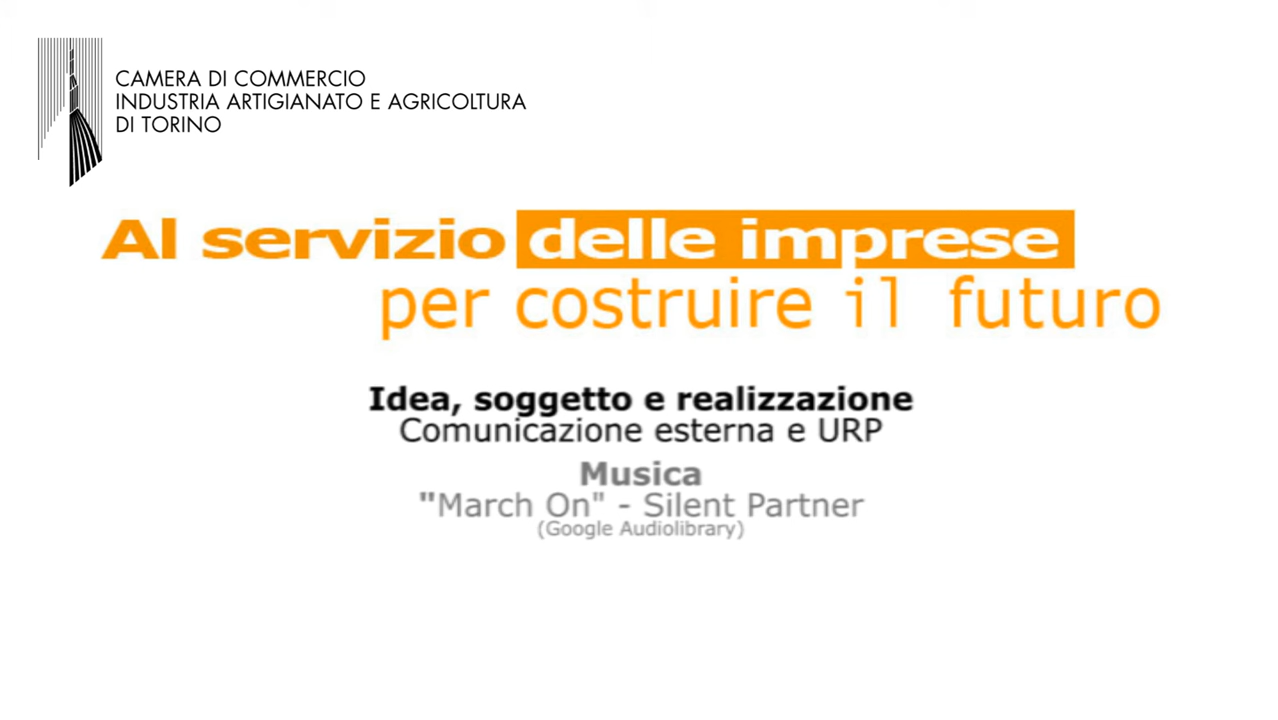 CAMERA DI COMMERCIO
INDUSTRIA ARTIGIANATO E AGRICOLTURA
DI TORINO
Al servizio delle imprese
per costruire il futuro
Idea, soggetto e realizzazione
Comunicazione esterna e URP
Musica
"March On" - Silent Partner
(Google Audiolibrary)